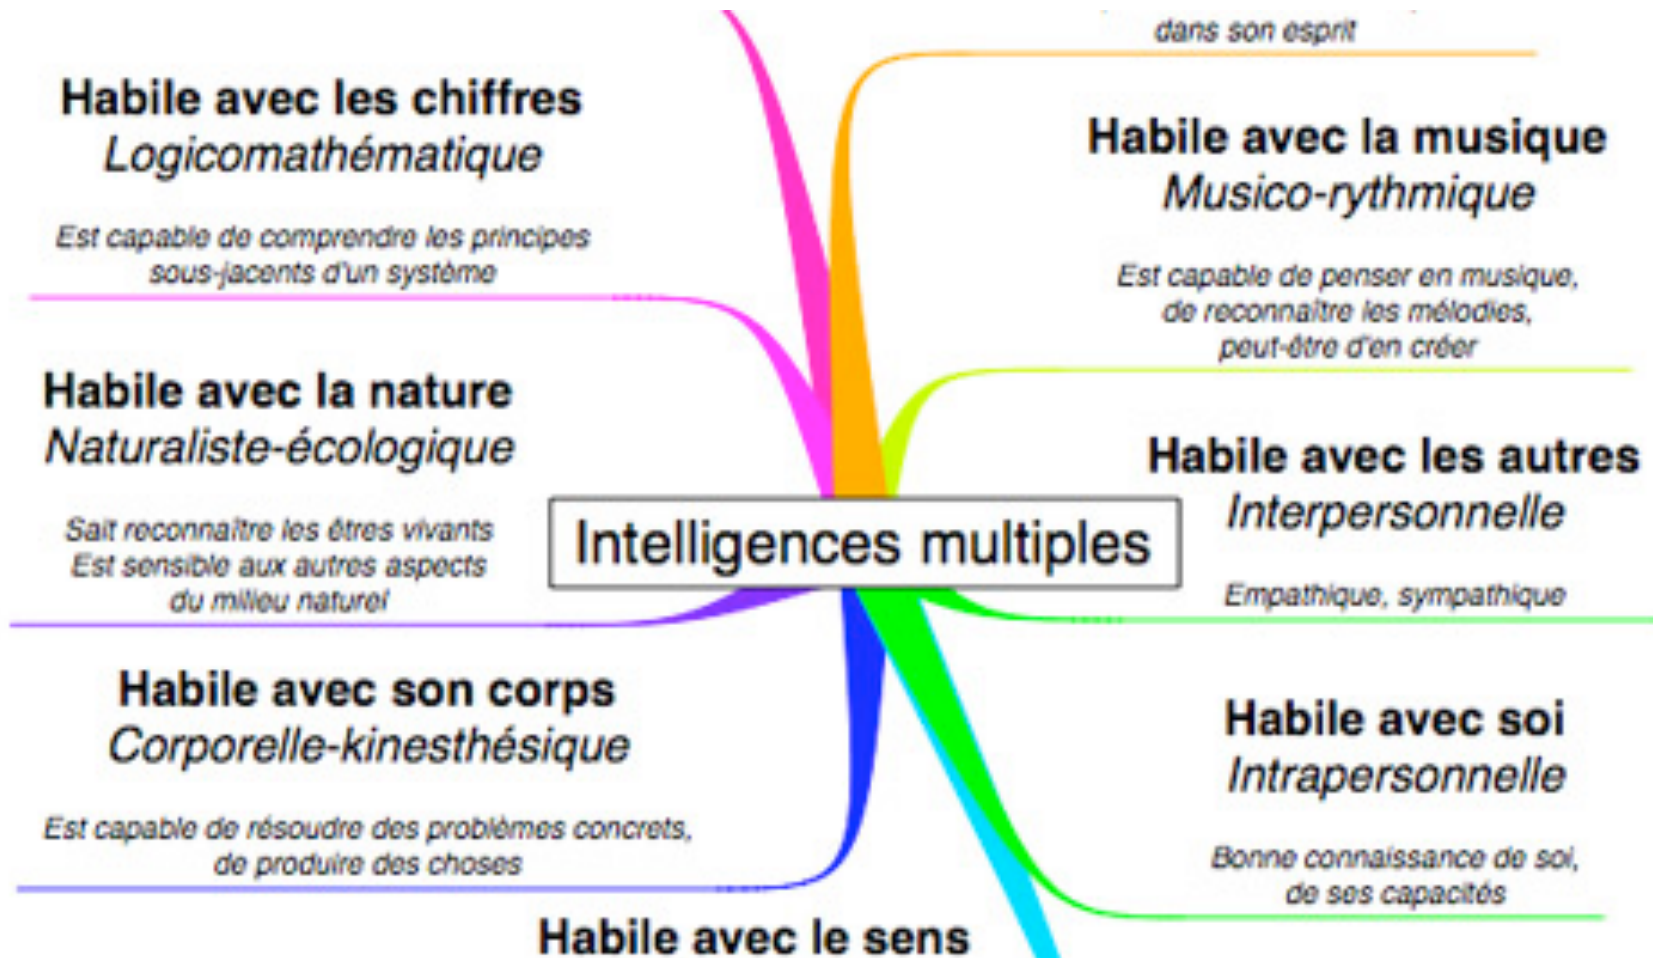 Habile avec les chiffres
Logicomathématique
Est capable de comprendre les principes
sous-jacents d'un système
Habile avec la nature
Naturaliste-écologique
Sait reconnaître les êtres vivants
Est sensible aux autres aspects
du milieu naturel
Habile avec son corps
Corporelle-kinesthésique
Est capable de résoudre des problèmes concrets,
de produire des choses
Habile avec le sens
Intelligences multiples
dans son esprit
Habile avec la musique
Musico-rythmique
Est capable de penser en musique,
de reconnaître les mélodies,
peut-être d'en créer
Habile avec les autres
Interpersonnelle
Empathique, sympathique
Habile avec soi
Intrapersonnelle
Bonne connaissance de soi,
de ses capacités